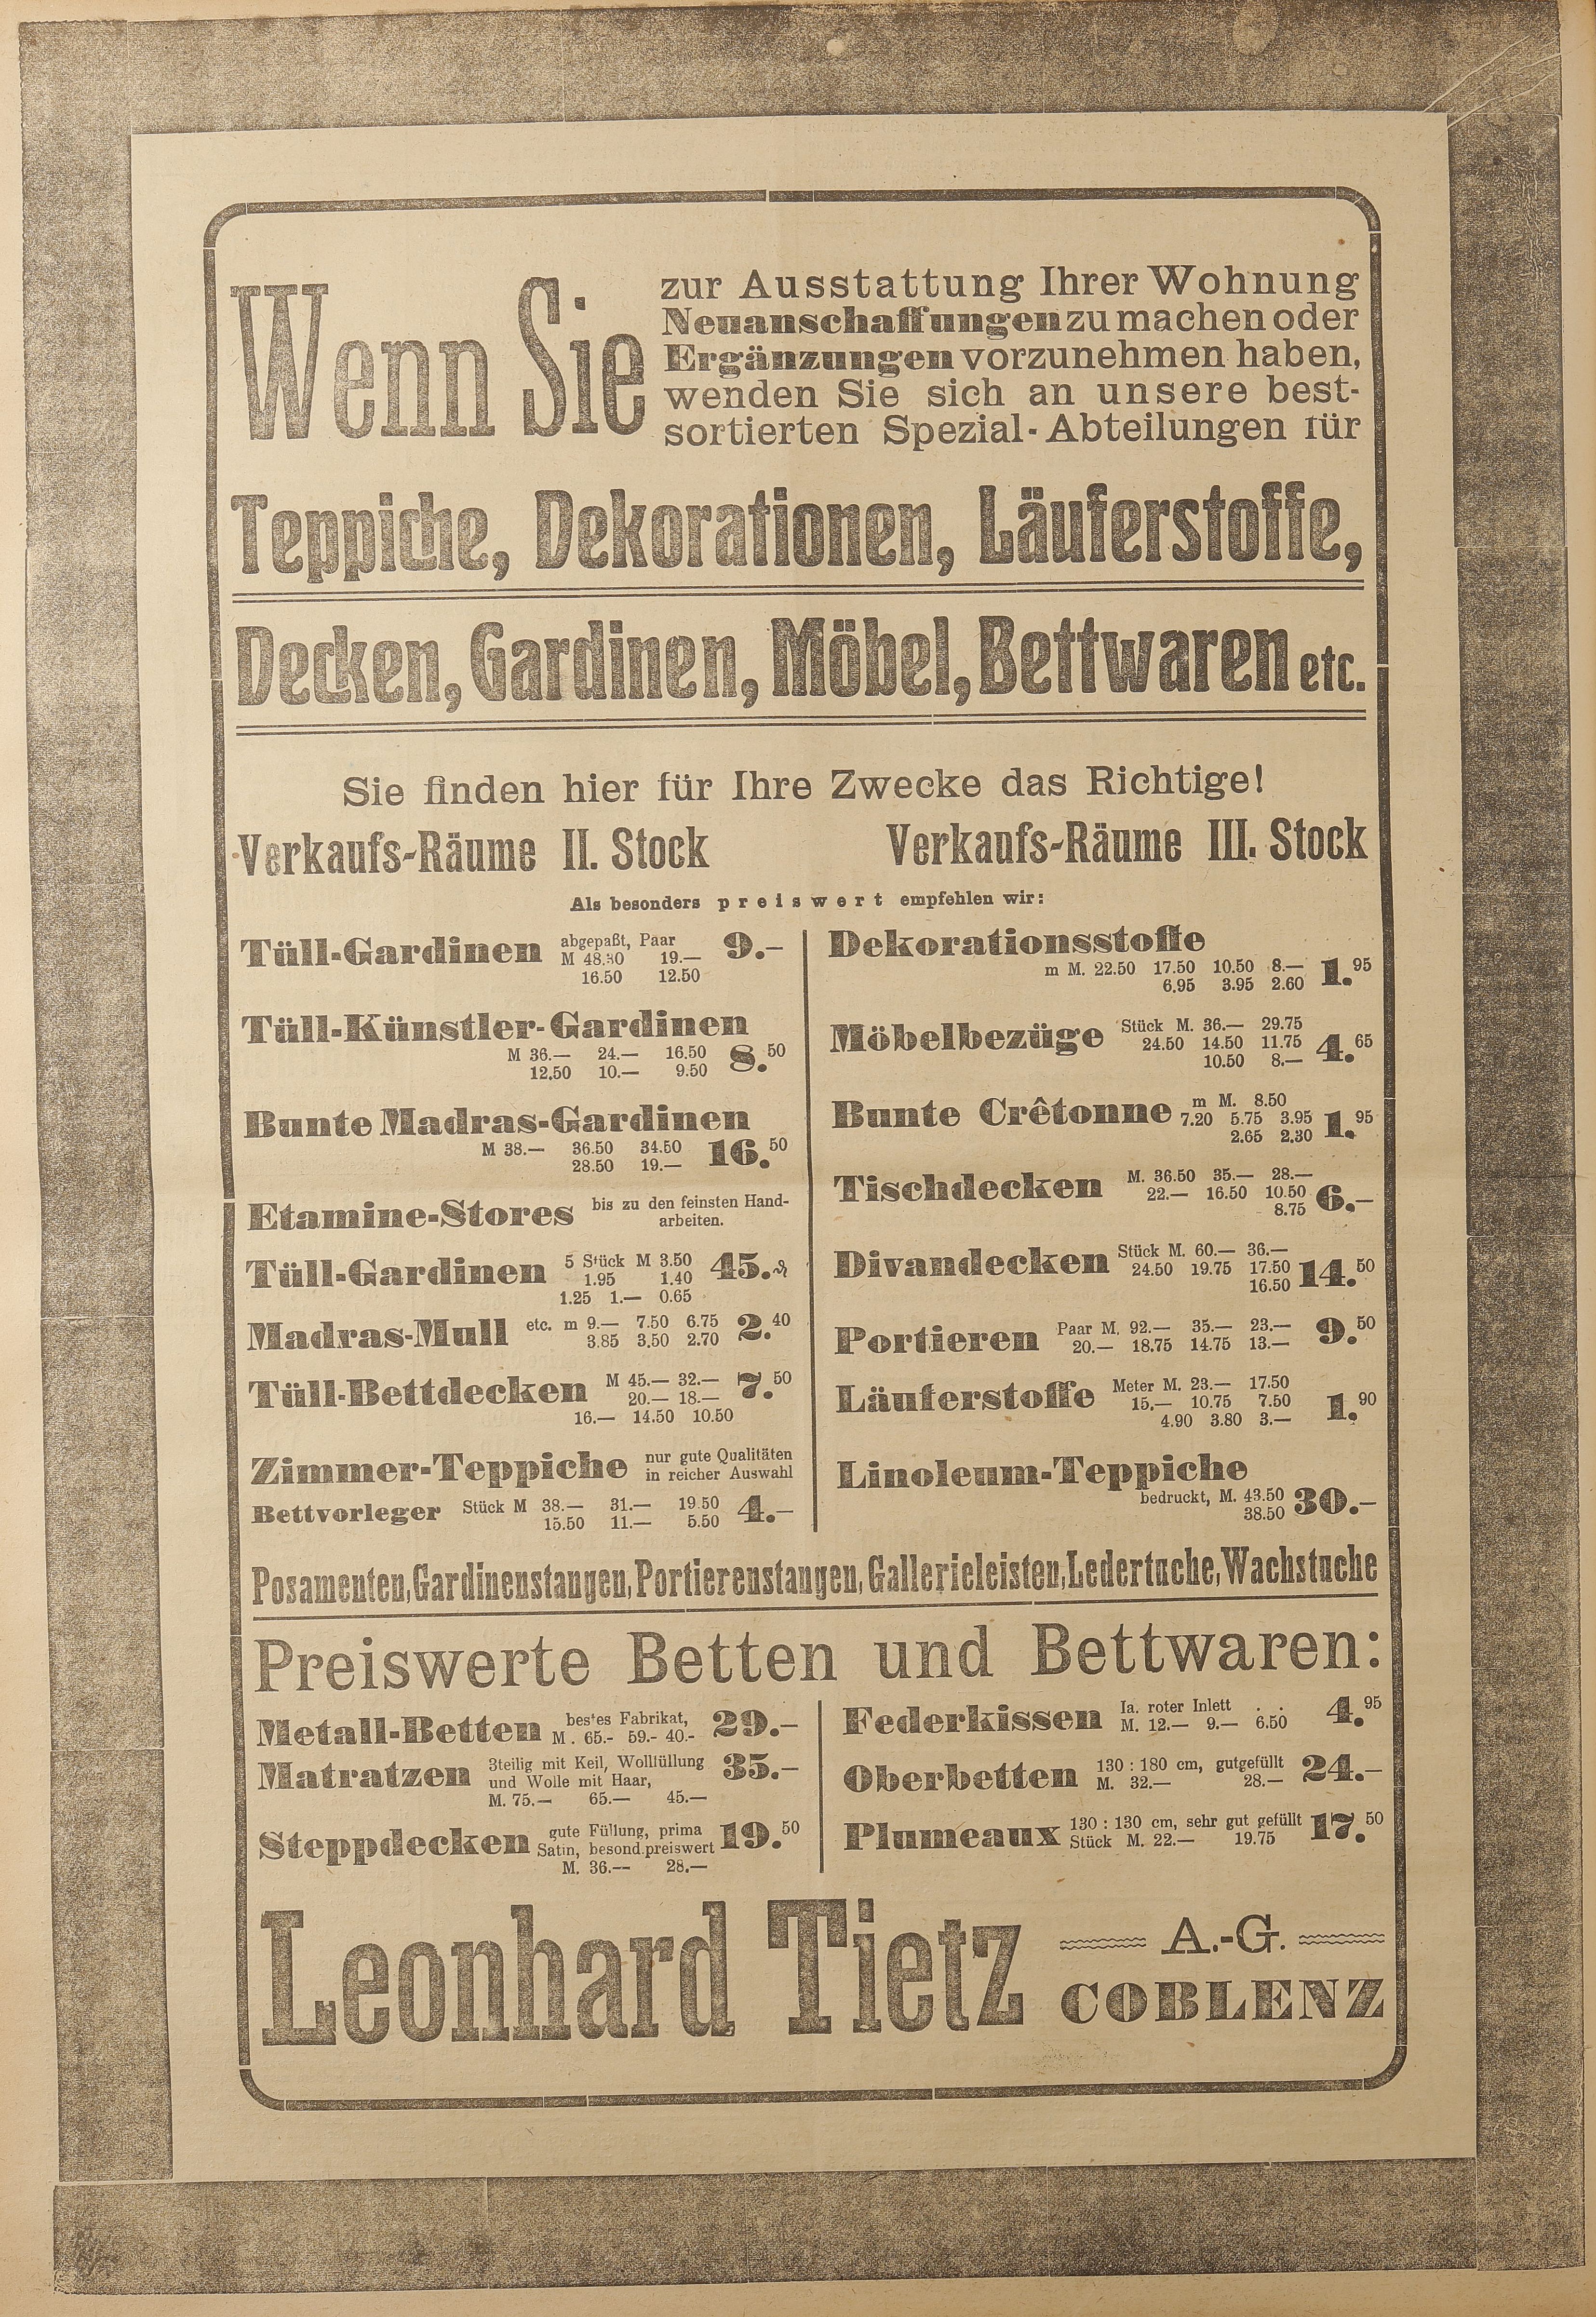 Wenn Sie
zur Ausstattung Ihrer Wohnung
Neuanschaffungen zu machen oder
Ergänzungen vorzunehmen haben,
wenden Sie sich an unsere best-
sortierten Spezial-Abteilungen für
Teppiche, Dekorationen, Läuferstoffe,
Decken, Gardinen, Möbel, Bettwaren etc.
Sie finden hier für Ihre Zwecke das Richtige!
Verkaufs-Räume II. Stock
Verkaufs-Räume III. Stock
Als besonders preiswert empfehlen wir:
Tüll-Gardinen abgepaßt, Paar 9.-
M 48.30 19.—
16.50 12.50
Tüll-Künstler-Gardinen
M 36.— 24.— 16.50 8.50
12.50 10.— 9.50
Bunte Madras-Gardinen
M 38.— 36.50 34.50 16.50
28.50 19.—
Etamine-Stores bis zu den feinsten Hand-
arbeiten.
Tüll-Gardinen 5 Stück M 3.50 45.₰
1.95 1.40
1.25 1.— 0.65
Madras-Mull etc. m 9.— 7.50 6.75 2.40
3.85 3.50 2.70
Tüll-Bettdecken M 45.— 32.— 7.50
20.— 18.—
16.— 14.50 10.50
Zimmer-Teppiche nur gute Qualitäten
in reicher Auswahl
Bettvorleger Stück M 38.— 31.— 19.50 4.-
15.50 11.— 5.50
Dekorationsstoffe
m M. 22.50 17.50 10.50 8.— 1.95
6.95 3.95 2.60
Möbelbezüge Stück M. 36.— 29.75
24.50 14.50 11.75 4.65
10.50 8.—
Bunte Crêtonne m M. 8.50
7.20 5.75 3.95 1.95
2.65 2.30
Tischdecken M. 36.50 35.— 28.—
22.— 16.50 10.50 6.-
8.75
Divandecken Stück M. 60.— 36.—
24.50 19.75 17.50 14.50
16.50
Portieren Paar M. 92.— 35.— 23.— 9.50
20.— 18.75 14.75 13.—
Läuferstoffe Meter M. 23.— 17.50
15.— 10.75 7.50 1.90
4.90 3.80 3.—
Linoleum-Teppiche
bedruckt, M. 43.50 30.-
38.50
Posamenten, Gardinenstangen, Portierenstangen, Gallerieleisten, Ledertuche, Wachstuche
Preiswerte Betten und Bettwaren:
Metall-Betten bestes Fabrikat, 29.-
M. 65.- 59.- 40.-
Matratzen 3teilig mit Keil, Wollfüllung 35.-
und Wolle mit Haar,
M. 75.— 65.— 45.—
Steppdecken gute Füllung, prima 19.50
Satin, besond. preiswert
M. 36.-- 28.—
Federkissen Ia. roter Inlett . . 4.95
M. 12.— 9.— 6.50
Oberbetten 130 : 180 cm, gutgefüllt 24.-
M. 32.— 28.—
Plumeaux 130 : 130 cm, sehr gut gefüllt 17.50
Stück M. 22.— 19.75
Leonhard Tietz A.-G.
COBLENZ